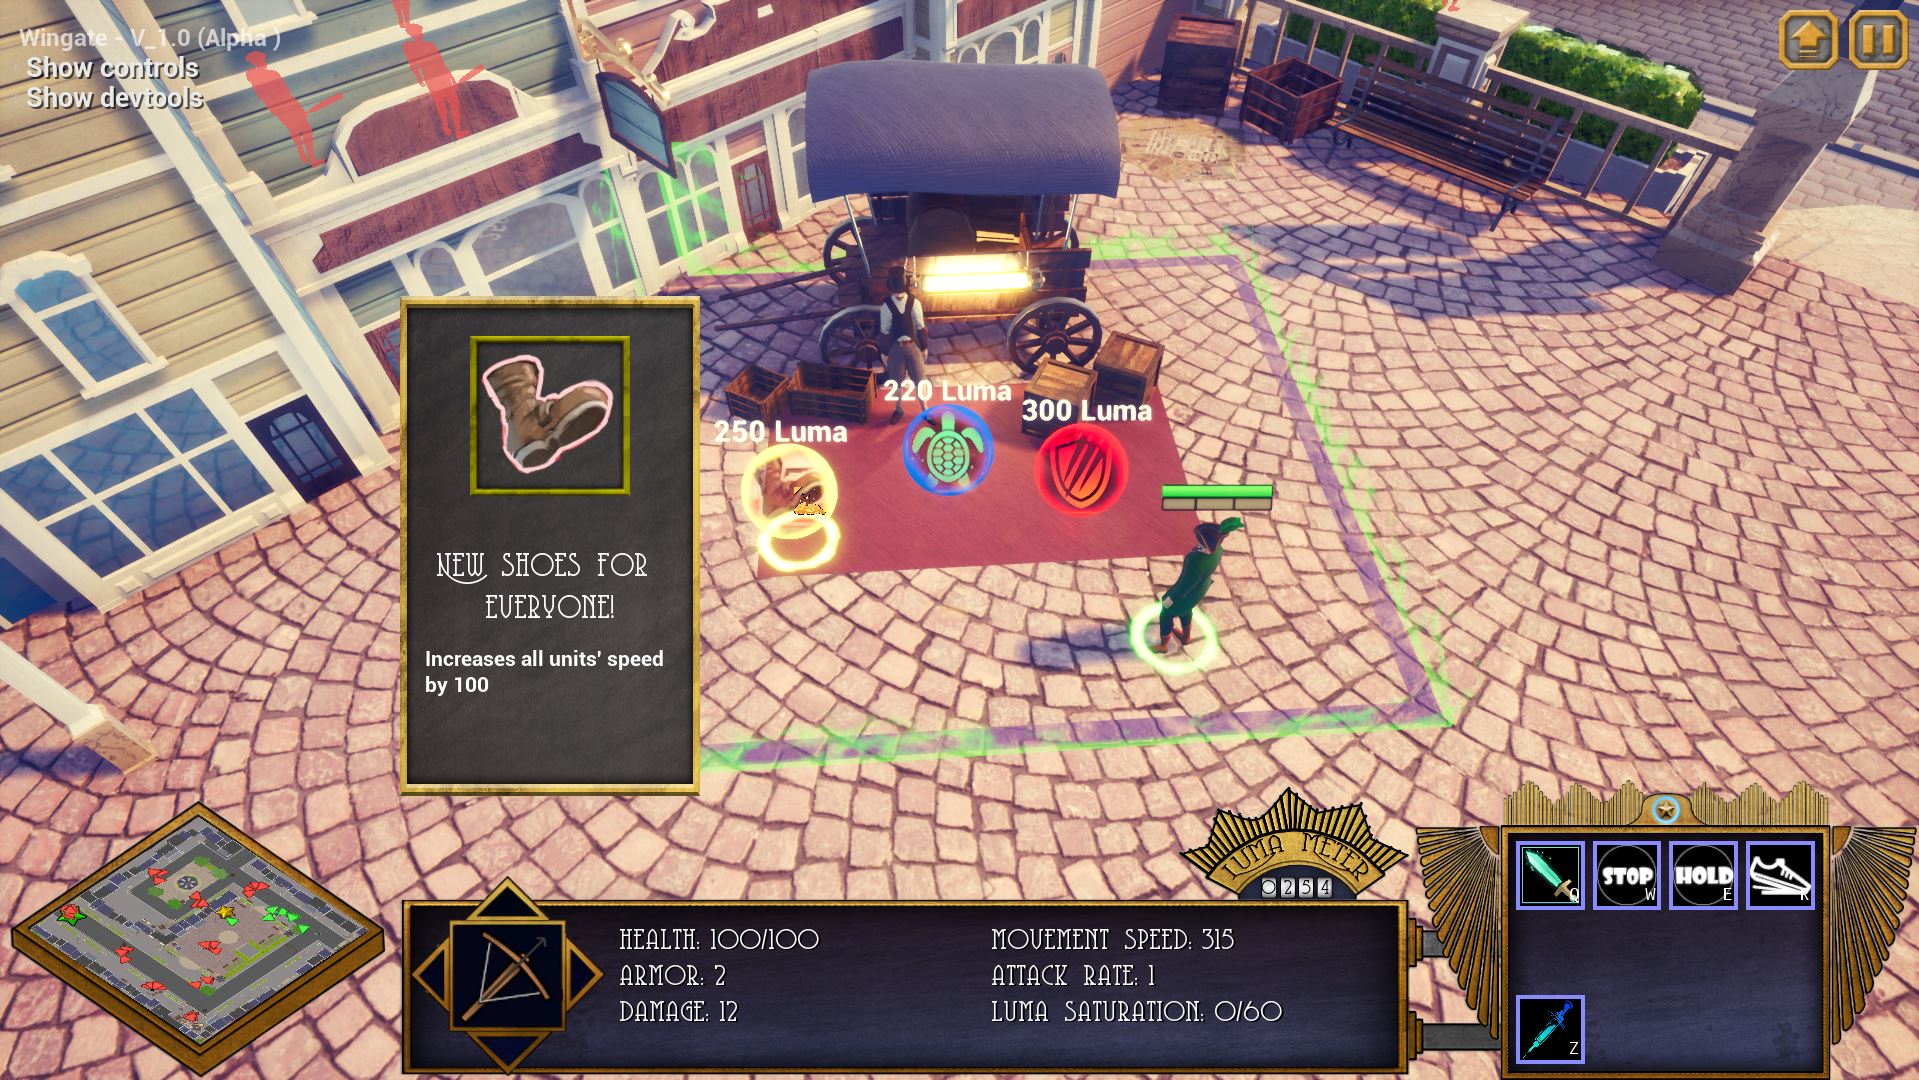 Wingate - V_1.0 (Alpha )
Show controls
Show devtools
220 Luma
300 Luma
250 Luma
NEW SHOES FOR
EVERYONE!
Increases all units' speed
by 100
LUMA METER
0254
HEALTH: 100/100
ARMOR: 2
DAMAGE: 12
MOVEMENT SPEED: 315
ATTACK RATE: 1
LUMA SATURATION: 0/60
Q
STOP
W
HOLD
E
R
Z